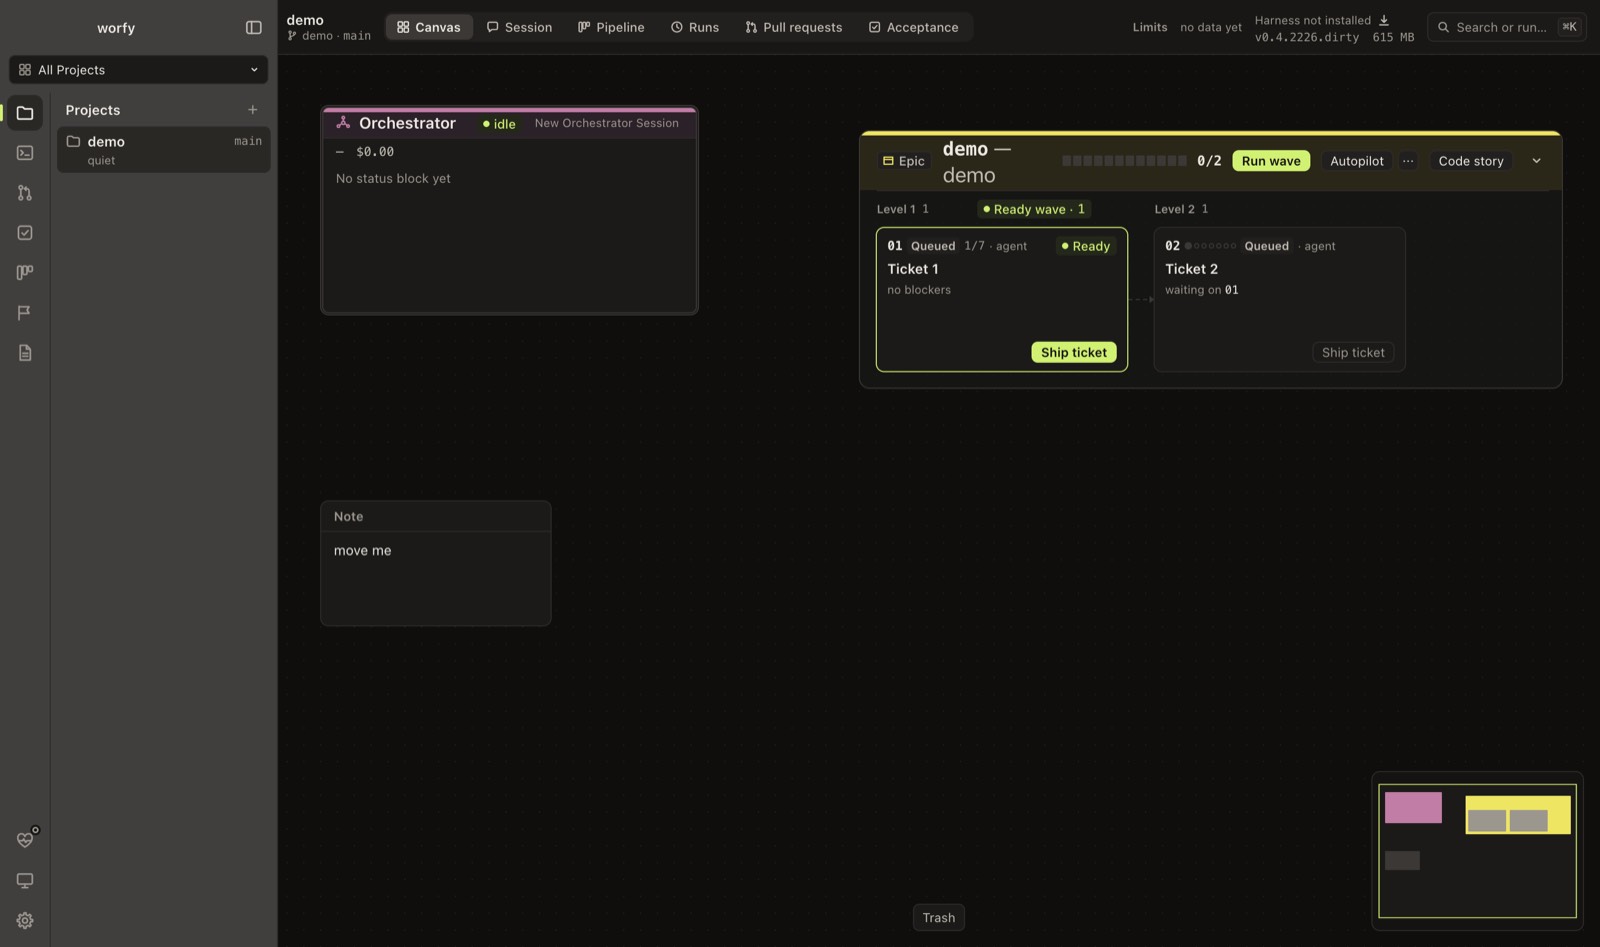 worfy
All Projects
Projects +
demo main
quiet
demo
demo · main
Canvas Session Pipeline Runs Pull requests Acceptance
Limits no data yet
Harness not installed
v0.4.2226.dirty 615 MB
Search or run... ⌘K
Orchestrator idle New Orchestrator Session
— $0.00
No status block yet
Epic demo — demo 0/2 Run wave Autopilot ··· Code story
Level 1 1 Ready wave · 1 Level 2 1
01 Queued 1/7 · agent Ready
Ticket 1
no blockers
Ship ticket
02 Queued · agent
Ticket 2
waiting on 01
Ship ticket
Note
move me
Trash